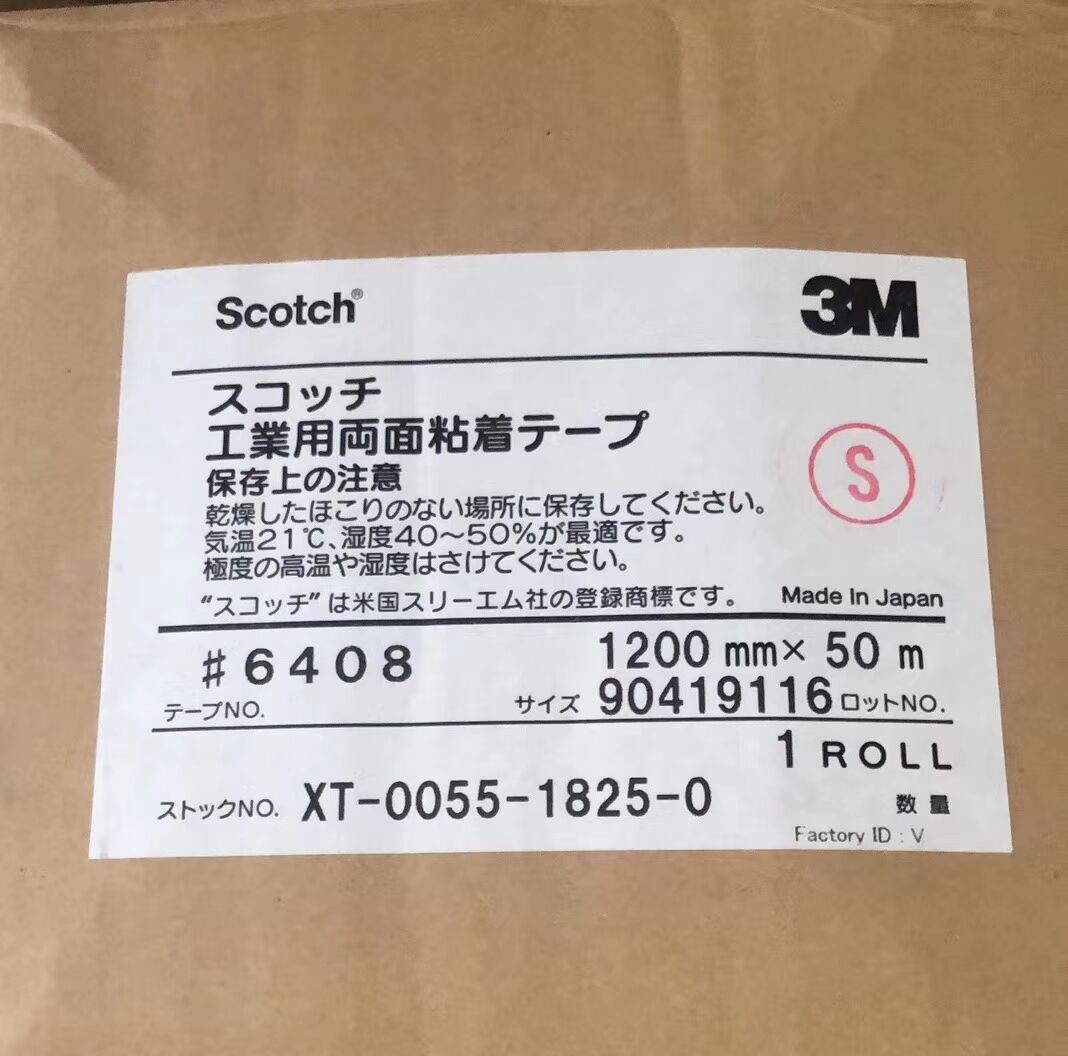 Scotch® 3M
スコッチ
工業用両面粘着テープ
保存上の注意
乾燥したほこりのない場所に保存してください。
気温21℃、湿度40～50%が最適です。
極度の高温や湿度はさけてください。
S
“スコッチ”は米国スリーエム社の登録商標です。 Made In Japan
#6408 1200 mm× 50 m
テープNO. サイズ 90419116 ロットNO.
1 ROLL
ストックNO. XT-0055-1825-0 数量
Factory ID : V